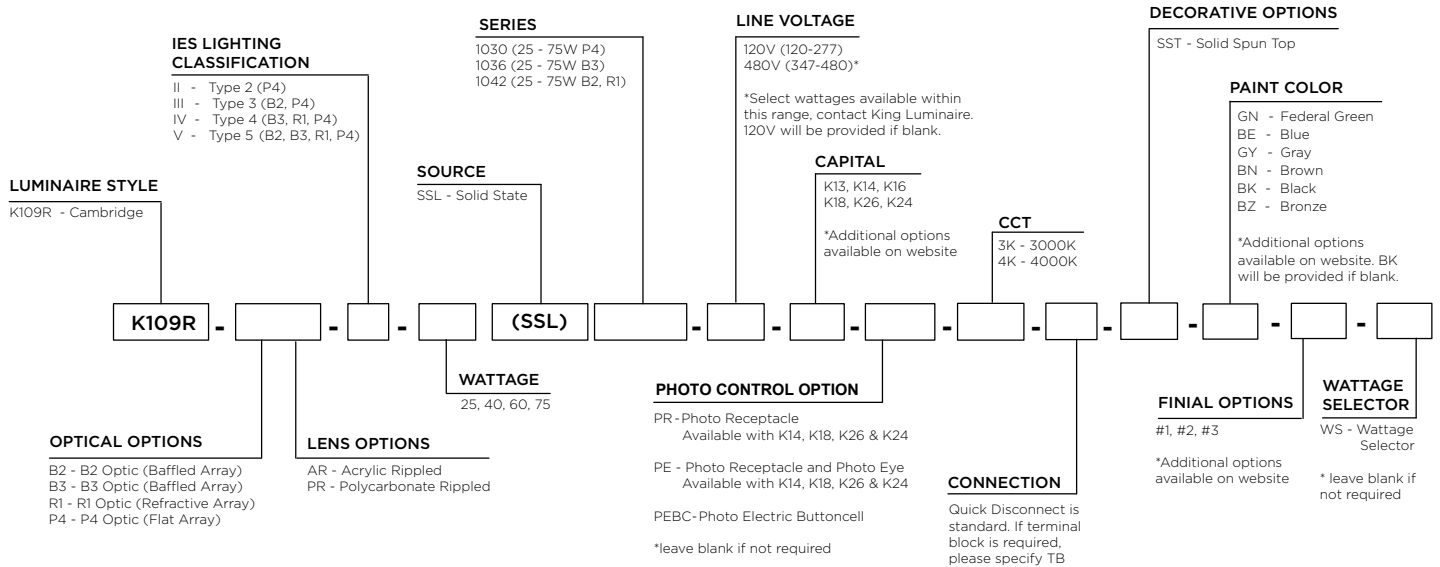 LUMINAIRE STYLE
K109R - Cambridge
IES LIGHTING
CLASSIFICATION
II - Type 2 (P4)
III - Type 3 (B2, P4)
IV - Type 4 (B3, R1, P4)
V - Type 5 (B2, B3, R1, P4)
SOURCE
SSL - Solid State
SERIES
1030 (25 - 75W P4)
1036 (25 - 75W B3)
1042 (25 - 75W B2, R1)
LINE VOLTAGE
120V (120-277)
480V (347-480)*
*Select wattages available within
this range, contact King Luminaire.
120V will be provided if blank.
CAPITAL
K13, K14, K16
K18, K26, K24
*Additional options
available on website
CCT
3K - 3000K
4K - 4000K
DECORATIVE OPTIONS
SST - Solid Spun Top
PAINT COLOR
GN - Federal Green
BE - Blue
GY - Gray
BN - Brown
BK - Black
BZ - Bronze
*Additional options
available on website. BK
will be provided if blank.
K109R - - - (SSL) - - - - - - - - -
OPTICAL OPTIONS
B2 - B2 Optic (Baffled Array)
B3 - B3 Optic (Baffled Array)
R1 - R1 Optic (Refractive Array)
P4 - P4 Optic (Flat Array)
LENS OPTIONS
AR - Acrylic Rippled
PR - Polycarbonate Rippled
WATTAGE
25, 40, 60, 75
PHOTO CONTROL OPTION
PR-Photo Receptacle
Available with K14, K18, K26 & K24
PE - Photo Receptacle and Photo Eye
Available with K14, K18, K26 & K24
PEBC-Photo Electric Buttoncell
*leave blank if not required
CONNECTION
Quick Disconnect is
standard. If terminal
block is required,
please specify TB
FINIAL OPTIONS
#1, #2, #3
*Additional options
available on website
WATTAGE
SELECTOR
WS - Wattage
Selector
* leave blank if
not required